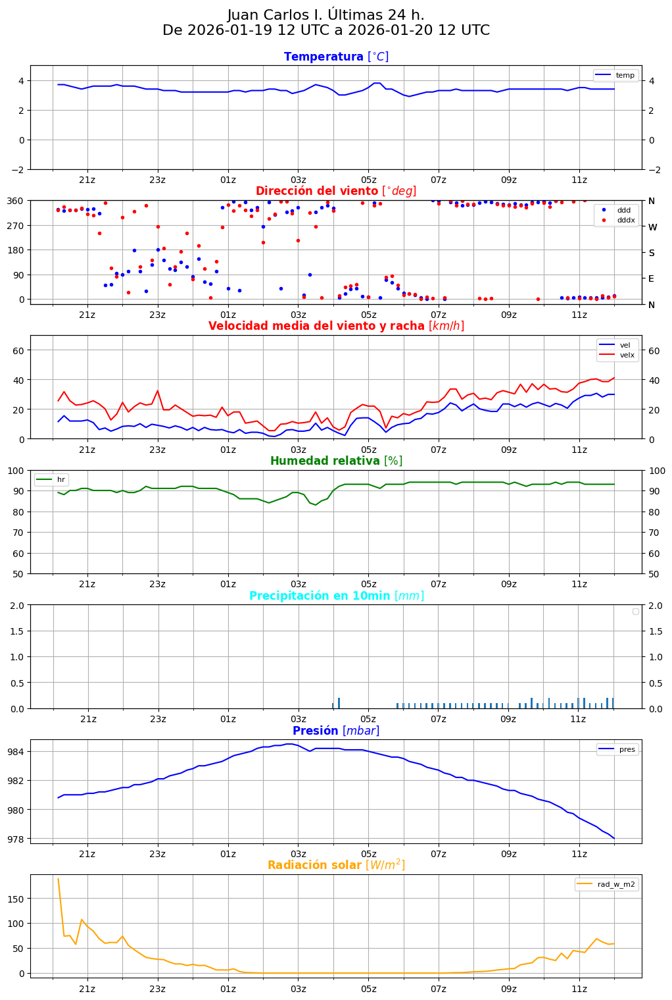 Juan Carlos I. Últimas 24 h.
De 2026-01-19 12 UTC a 2026-01-20 12 UTC
Temperatura [°C]
4
2
0
−2
temp
4
2
0
−2
21z 23z 01z 03z 05z 07z 09z 11z
Dirección del viento [°deg]
360
270
180
90
0
ddd
dddx
N
W
S
E
N
21z 23z 01z 03z 05z 07z 09z 11z
Velocidad media del viento y racha [km/h]
60
40
20
0
vel
velx
60
40
20
0
21z 23z 01z 03z 05z 07z 09z 11z
Humedad relativa [%]
100
90
80
70
60
50
hr
100
90
80
70
60
50
21z 23z 01z 03z 05z 07z 09z 11z
Precipitación en 10min [mm]
2.0
1.5
1.0
0.5
0.0
2.0
1.5
1.0
0.5
0.0
21z 23z 01z 03z 05z 07z 09z 11z
Presión [mbar]
984
982
980
978
pres
21z 23z 01z 03z 05z 07z 09z 11z
Radiación solar [W/m²]
150
100
50
0
rad_w_m2
21z 23z 01z 03z 05z 07z 09z 11z